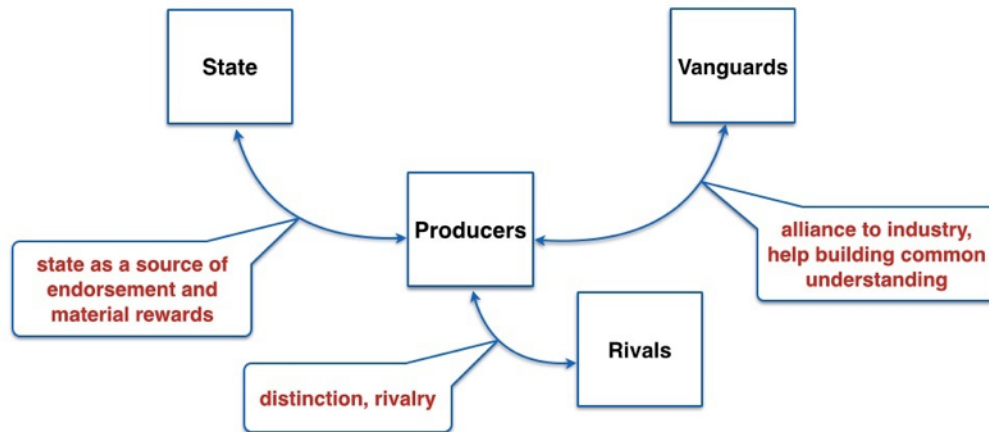 State
Vanguards
Producers
state as a source of
endorsement and
material rewards
alliance to industry,
help building common
understanding
Rivals
distinction, rivalry